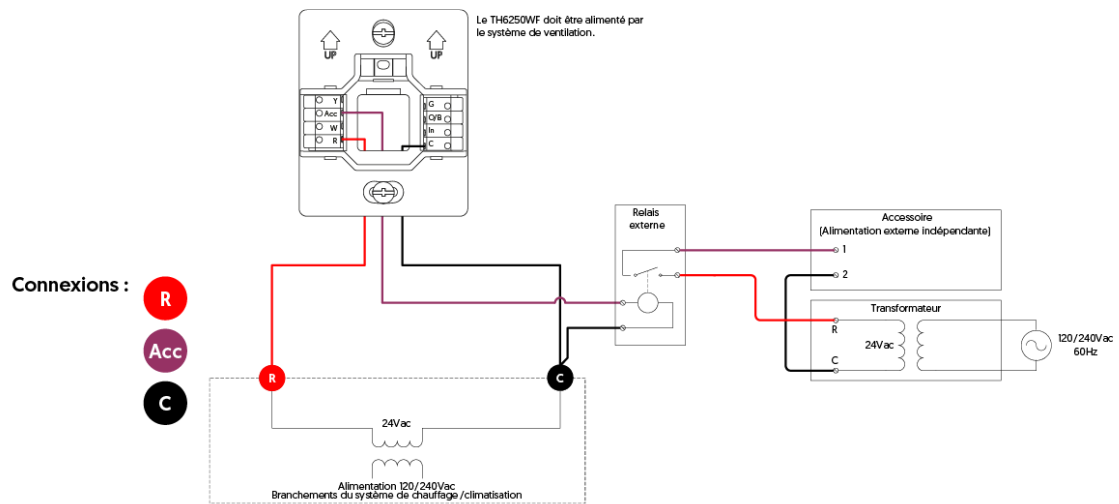 Le TH6250WF doit être alimenté par
le système de ventilation.
UP
UP
Y
Acc
W
R
G
O/B
In
C
Relais
externe
Accessoire
(Alimentation externe indépendante)
1
2
Connexions :
R
Acc
C
Transformateur
R
24Vac
C
120/240Vac
60Hz
R
C
24Vac
Alimentation 120/240Vac
Branchements du système de chauffage/climatisation